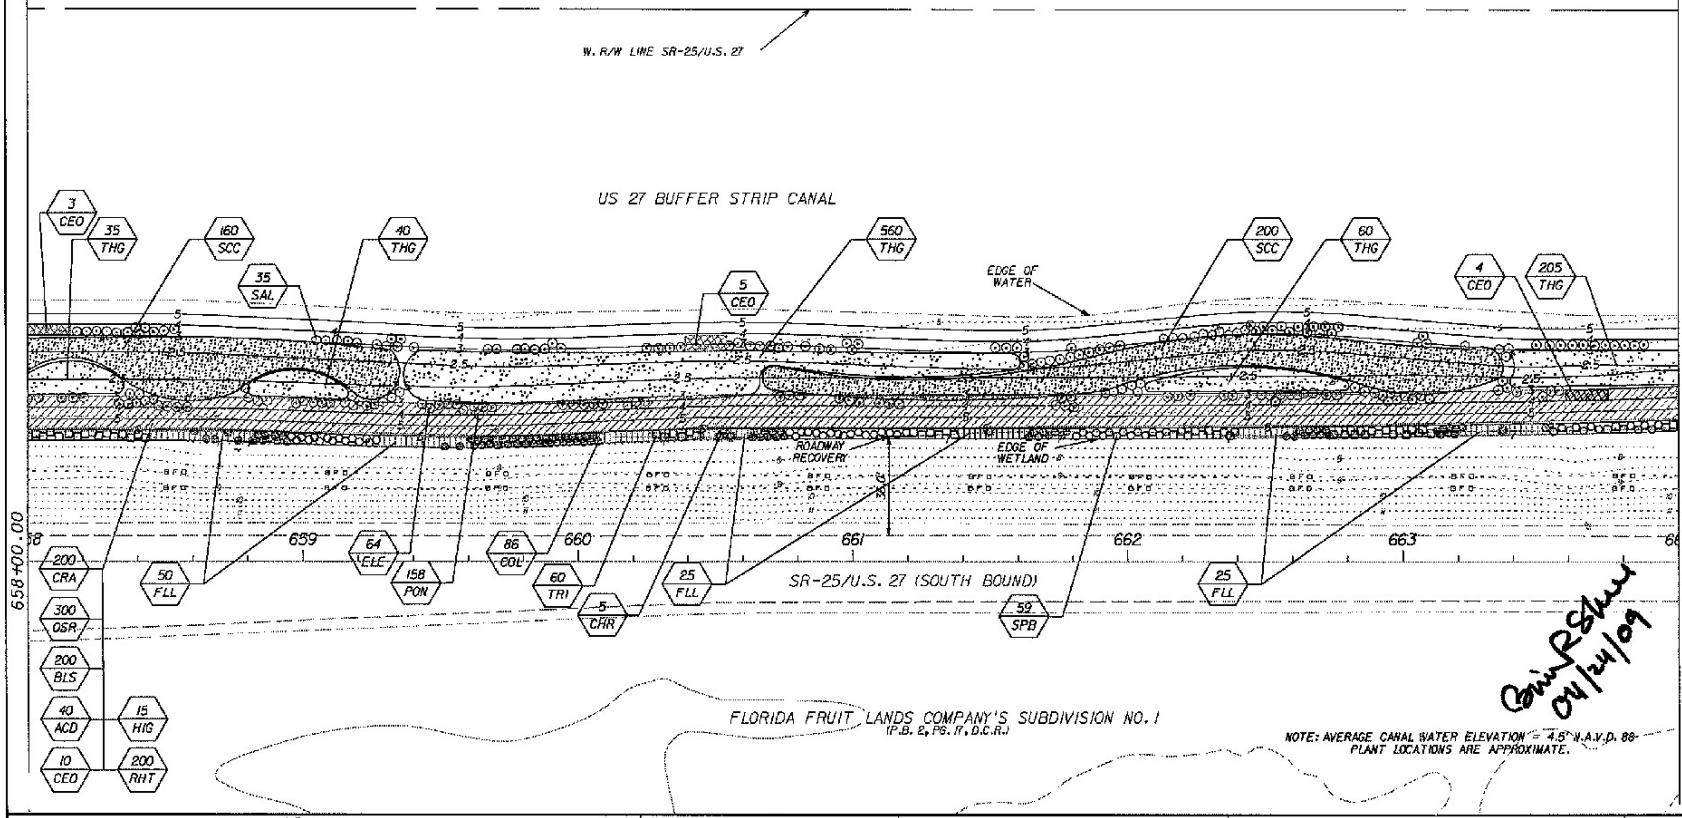 W. R/W LINE SR-25/U.S. 27
US 27 BUFFER STRIP CANAL
3
CEO
35
THG
160
SCC
40
THG
560
THG
200
SCC
60
THG
35
SAL
5
CEO
EDGE OF
WATER
4
CEO
205
THG
ROADWAY
RECOVERY
EDGE OF
WETLAND
658+00.00
659
660
661
662
663
200
CRA
50
FLL
64
ELE
158
PON
86
COL
60
TRI
5
CHR
25
FLL
SR-25/U.S. 27 (SOUTH BOUND)
59
SPB
25
FLL
300
OSR
200
BLS
40
ACD
15
HIG
10
CEO
200
RHT
FLORIDA FRUIT LANDS COMPANY'S SUBDIVISION NO. 1
(P.B. 2, PG. 17, D.C.R.)
04/24/09
NOTE: AVERAGE CANAL WATER ELEVATION = 4.5' N.A.V.D. 88
PLANT LOCATIONS ARE APPROXIMATE.